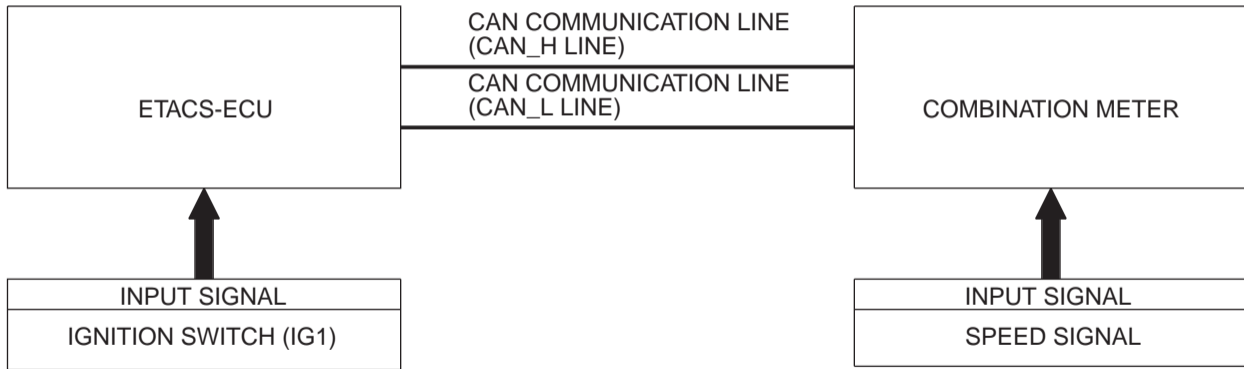 CAN COMMUNICATION LINE
(CAN_H LINE)
CAN COMMUNICATION LINE
(CAN_L LINE)
ETACS-ECU
COMBINATION METER
INPUT SIGNAL
IGNITION SWITCH (IG1)
INPUT SIGNAL
SPEED SIGNAL